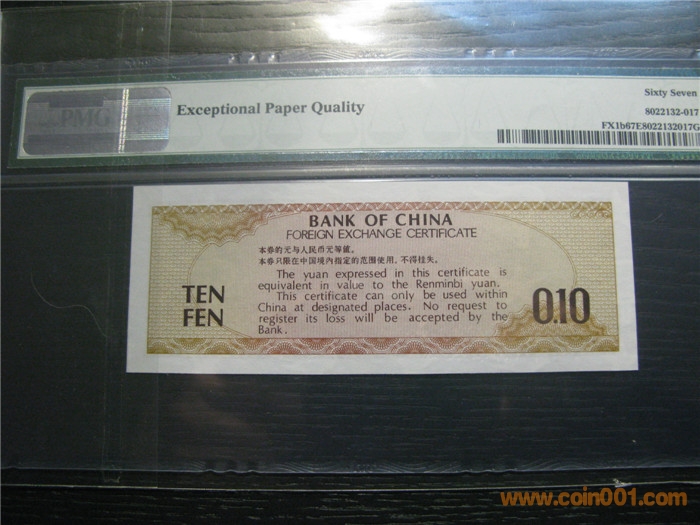 PMG
Exceptional Paper Quality
Sixty Seven
8022132-017
FX1b67E8022132017G
BANK OF CHINA
FOREIGN EXCHANGE CERTIFICATE
本券的元与人民币元等值。
本券只限在中国境内指定的范围使用，不得挂失。
The yuan expressed in this certificate is
equivalent in value to the Renminbi yuan.
This certificate can only be used within
China at designated places. No request to
register its loss will be accepted by the
Bank.
TEN
FEN
0.10
www.coin001.com